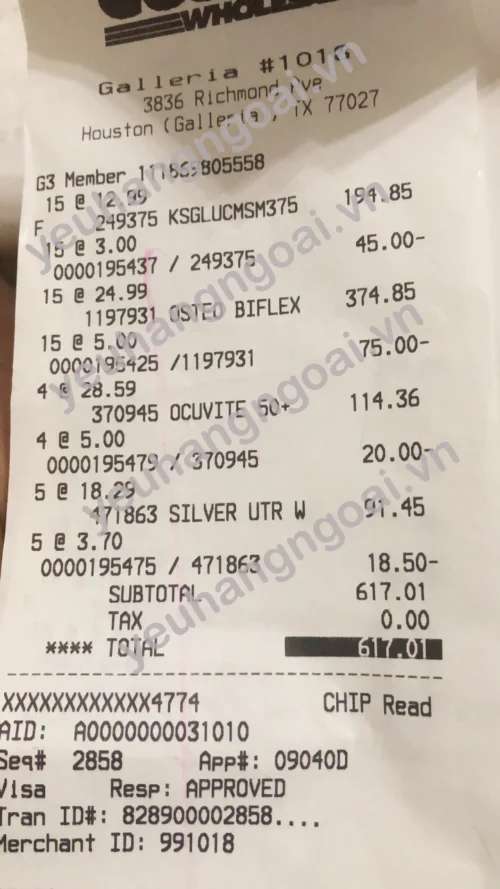 WHOLESALE
Galleria #1018
3836 Richmond Ave
Houston (Galleria), TX 77027
G3 Member 805558
15 @ 12.99
F 249375 KSGLUCMSM375 194.85
15 @ 3.00
0000195437 / 249375 45.00-
15 @ 24.99
1197931 OSTEO BIFLEX 374.85
15 @ 5.00
0000195425 /1197931 75.00-
4 @ 28.59
370945 OCUVITE 50+ 114.36
4 @ 5.00
0000195479 / 370945 20.00-
5 @ 18.29
471863 SILVER UTR W 91.45
5 @ 3.70
0000195475 / 471863 18.50-
SUBTOTAL 617.01
TAX 0.00
**** TOTAL 617.01
XXXXXXXXXXXX4774 CHIP Read
AID: A0000000031010
Seq# 2858 App#: 09040D
Visa Resp: APPROVED
Tran ID#: 828900002858....
Merchant ID: 991018
yeuhangngoai.vn
yeuhangngoai.vn
yeuhangngoai.vn
yeuhangngoai.vn